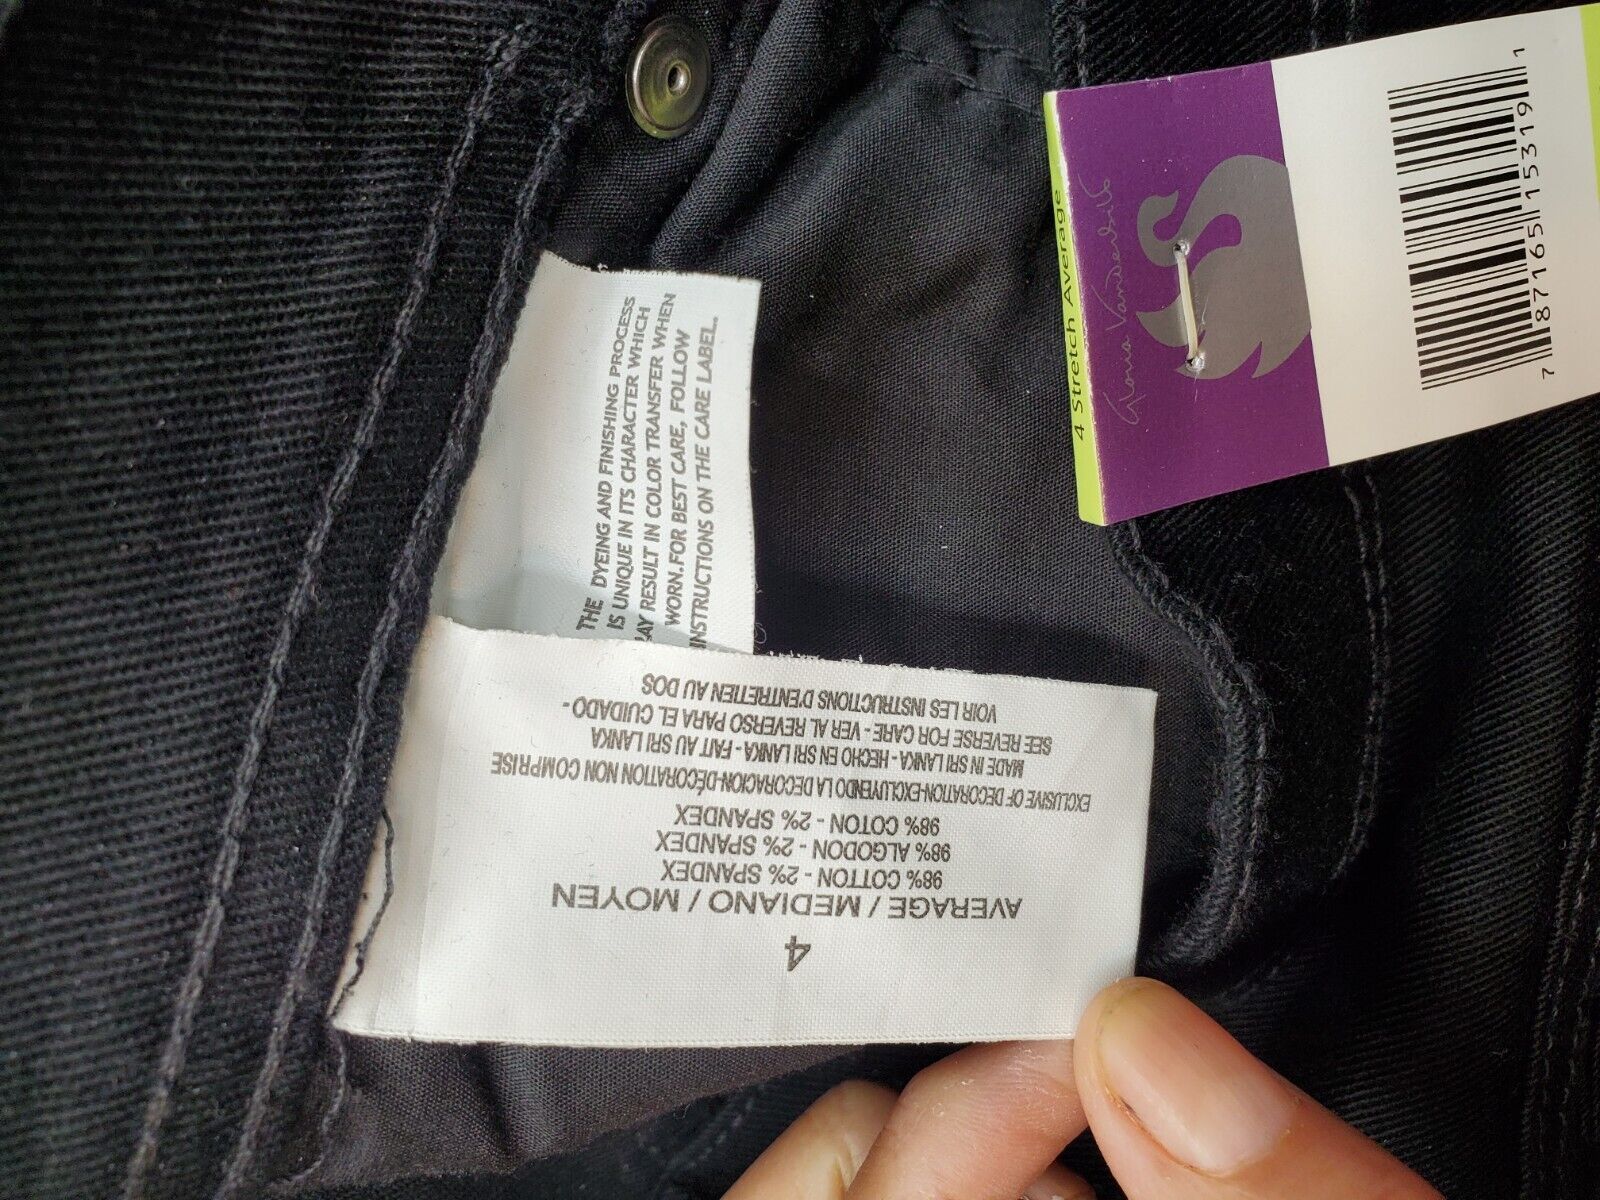 4
AVERAGE / MEDIANO / MOYEN
98% COTTON - 2% SPANDEX
98% ALGODON - 2% SPANDEX
98% COTON - 2% SPANDEX
EXCLUSIVE OF DECORATION-EXCLUYENDO LA DECORACION-DÉCORATION NON COMPRISE
MADE IN SRI LANKA - HECHO EN SRI LANKA - FAIT AU SRI LANKA
SEE REVERSE FOR CARE - VER AL REVERSO PARA EL CUIDADO -
VOIR LES INSTRUCTIONS D'ENTRETIEN AU DOS
THE DYEING AND FINISHING PROCESS
IS UNIQUE IN ITS CHARACTER WHICH
AY RESULT IN COLOR TRANSFER WHEN
WORN.FOR BEST CARE, FOLLOW
INSTRUCTIONS ON THE CARE LABEL.
4 Stretch Average
Gloria Vanderbilt
7 87165 15319 1